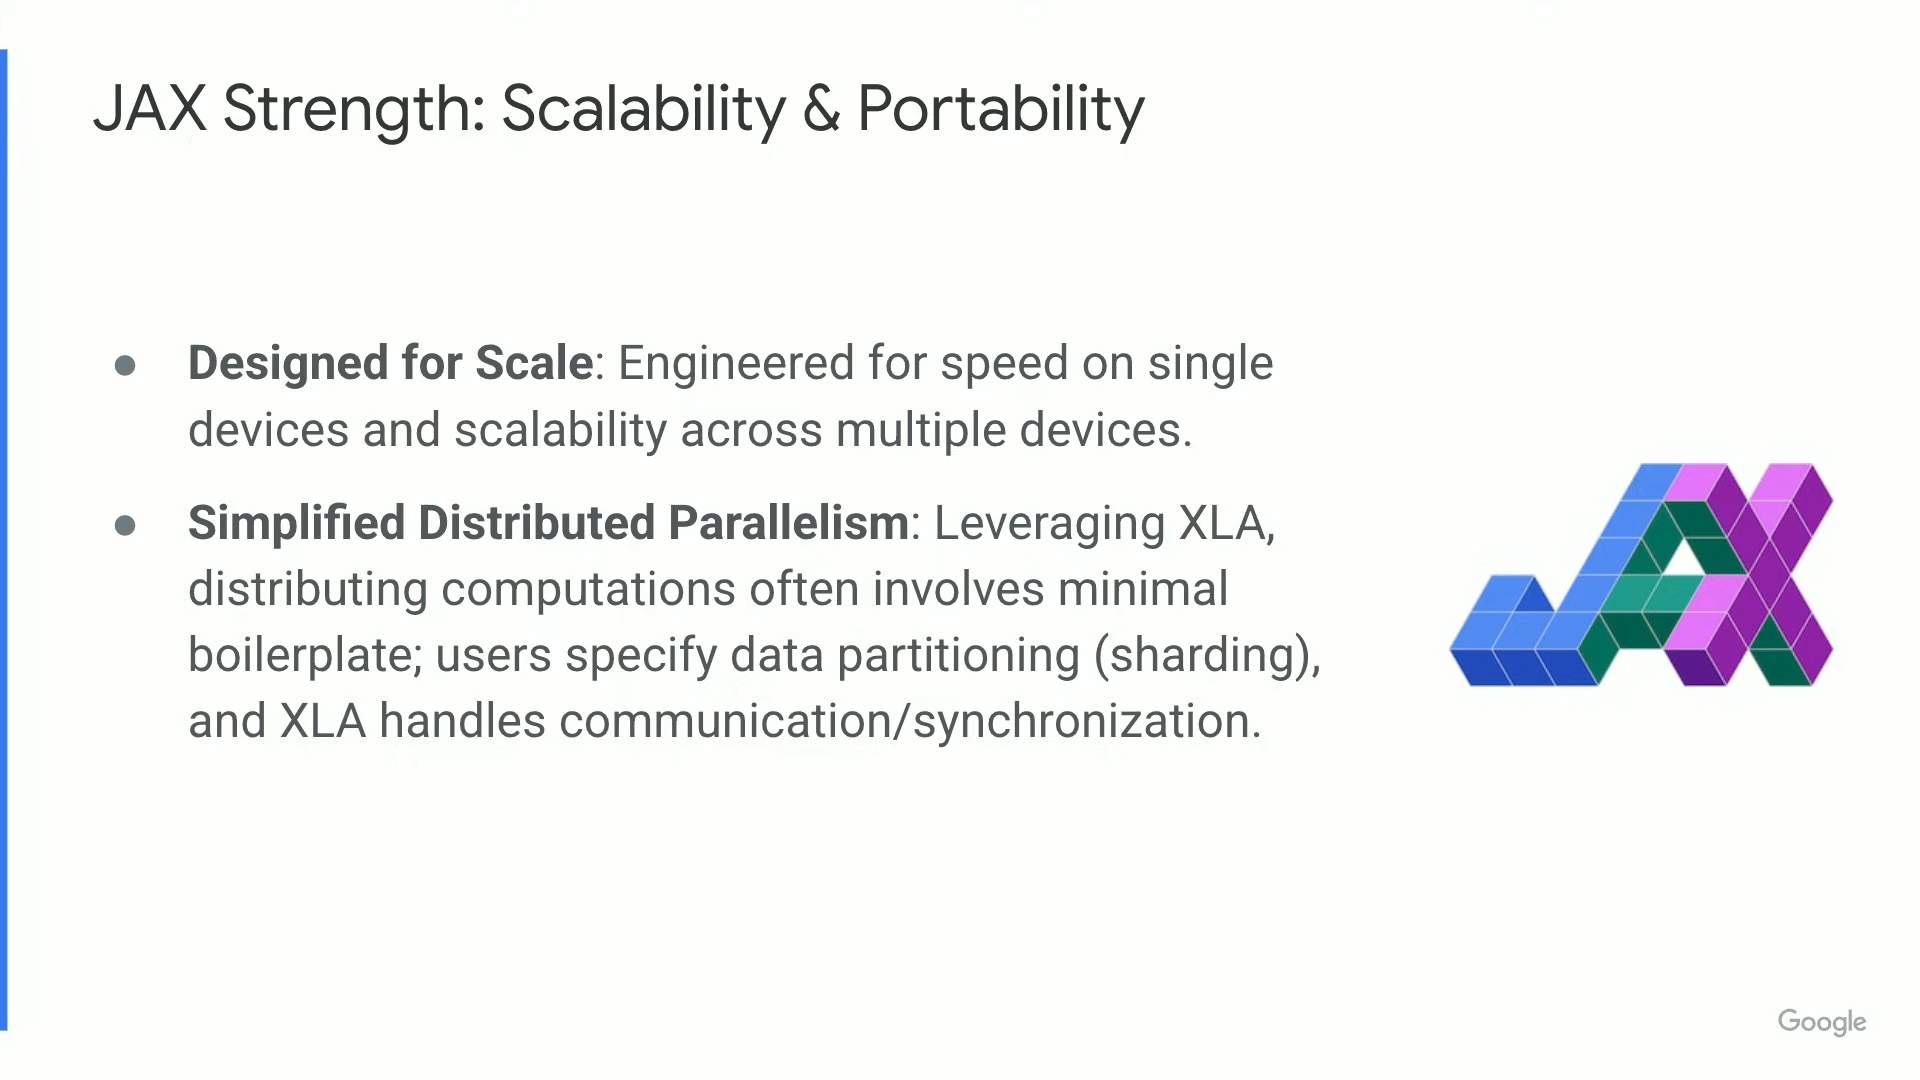 JAX Strength: Scalability & Portability
● Designed for Scale: Engineered for speed on single
devices and scalability across multiple devices.
● Simplified Distributed Parallelism: Leveraging XLA,
distributing computations often involves minimal
boilerplate; users specify data partitioning (sharding),
and XLA handles communication/synchronization.
JAX
Google